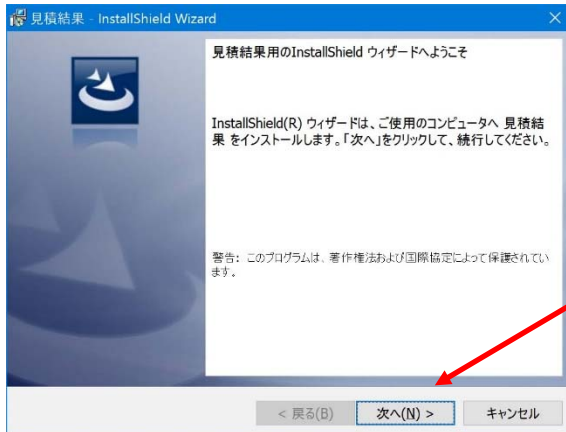 見積結果 - InstallShield Wizard
見積結果用のInstallShield ウィザードへようこそ
InstallShield(R) ウィザードは、ご使用のコンピュータへ 見積結
果 をインストールします。「次へ」をクリックして、続行してください。
警告: このプログラムは、著作権法および国際協定によって保護されてい
ます。
< 戻る(B)
次へ(N) >
キャンセル